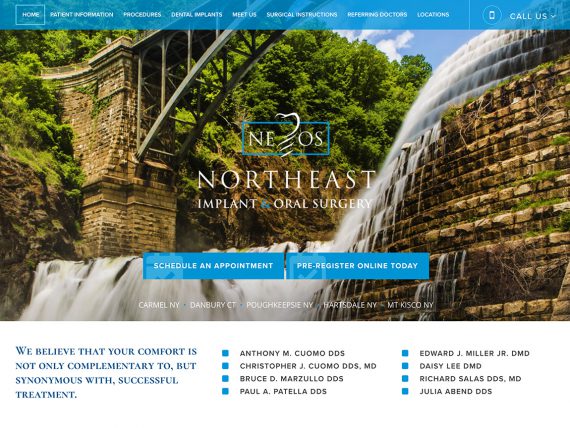 HOME PATIENT INFORMATION PROCEDURES DENTAL IMPLANTS MEET US SURGICAL INSTRUCTIONS REFERRING DOCTORS LOCATIONS CALL US
NE OS
NORTHEAST
IMPLANT & ORAL SURGERY
SCHEDULE AN APPOINTMENT PRE-REGISTER ONLINE TODAY
CARMEL NY • DANBURY CT • POUGHKEEPSIE NY • HARTSDALE NY • MT KISCO NY
WE BELIEVE THAT YOUR COMFORT IS
NOT ONLY COMPLEMENTARY TO, BUT
SYNONYMOUS WITH, SUCCESSFUL
TREATMENT.
ANTHONY M. CUOMO DDS
CHRISTOPHER J. CUOMO DDS, MD
BRUCE D. MARZULLO DDS
PAUL A. PATELLA DDS
EDWARD J. MILLER JR. DMD
DAISY LEE DMD
RICHARD SALAS DDS, MD
JULIA ABEND DDS